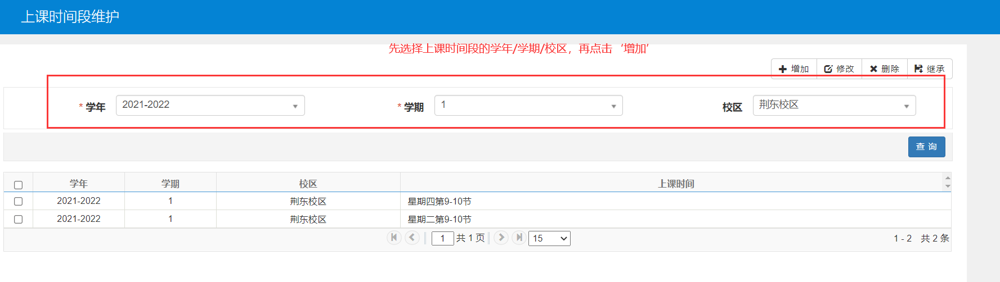 上课时间段维护
先选择上课时间段的学年/学期/校区，再点击‘增加’
增加 修改 删除 继承
* 学年 2021-2022 * 学期 1 校区 荆东校区
查 询
学年 学期 校区 上课时间
2021-2022 1 荆东校区 星期四第9-10节
2021-2022 1 荆东校区 星期二第9-10节
1 共 1 页 15 1 - 2 共 2 条